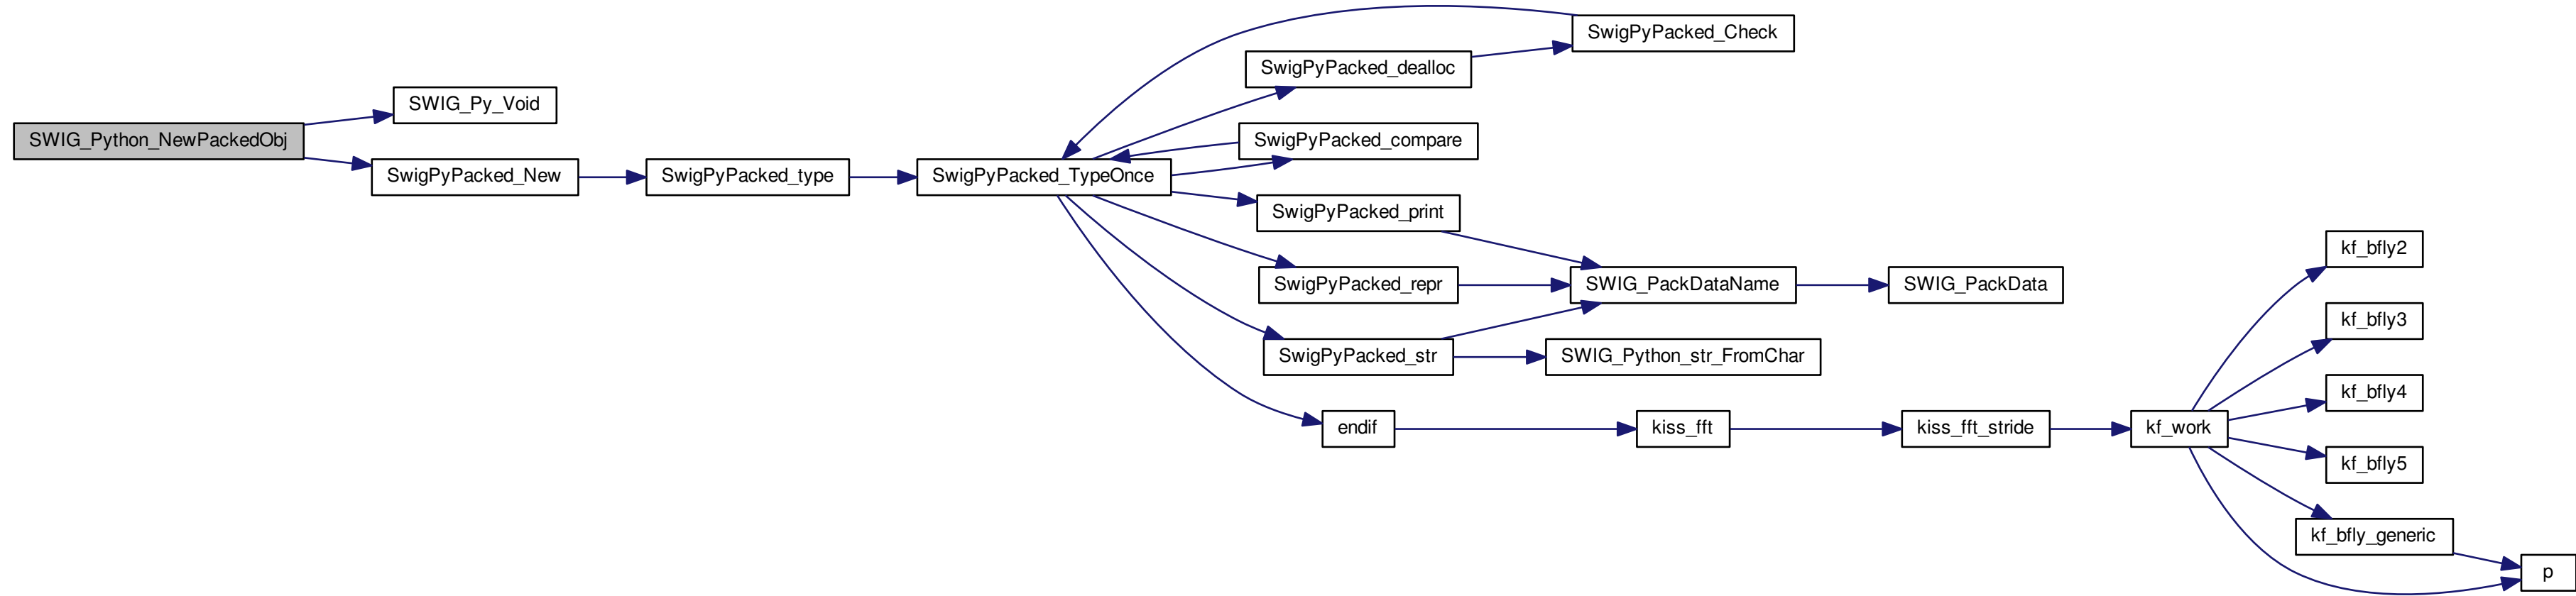 SWIG_Python_NewPackedObj
SWIG_Py_Void
SwigPyPacked_New
SwigPyPacked_type
SwigPyPacked_TypeOnce
SwigPyPacked_Check
SwigPyPacked_dealloc
SwigPyPacked_compare
SwigPyPacked_print
SwigPyPacked_repr
SWIG_PackDataName
SWIG_PackData
SwigPyPacked_str
SWIG_Python_str_FromChar
endif
kiss_fft
kiss_fft_stride
kf_work
kf_bfly2
kf_bfly3
kf_bfly4
kf_bfly5
kf_bfly_generic
p